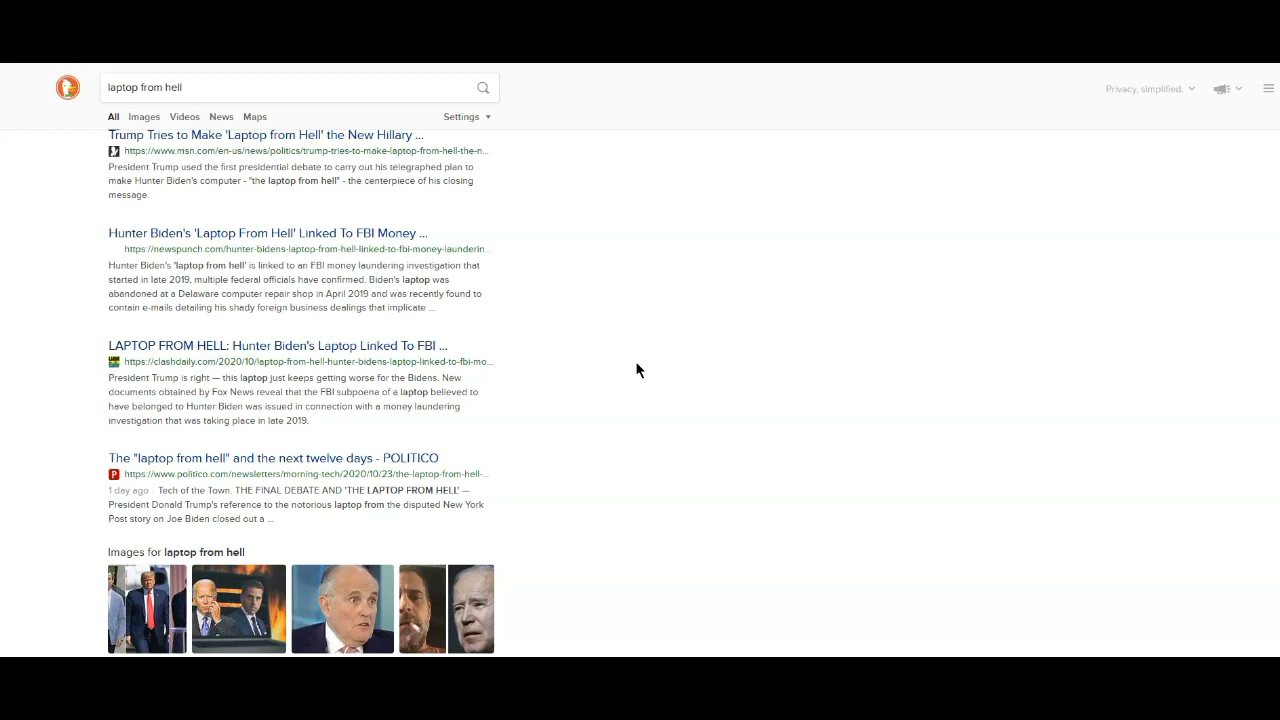 laptop from hell
Privacy, simplified.
All Images Videos News Maps Settings
Trump Tries to Make 'Laptop from Hell' the New Hillary ...
https://www.msn.com/en-us/news/politics/trump-tries-to-make-laptop-from-hell-the-n...
President Trump used the first presidential debate to carry out his telegraphed plan to
make Hunter Biden's computer - "the laptop from hell" - the centerpiece of his closing
message.
Hunter Biden's 'Laptop From Hell' Linked To FBI Money ...
https://newspunch.com/hunter-bidens-laptop-from-hell-linked-to-fbi-money-launderin...
Hunter Biden's 'laptop from hell' is linked to an FBI money laundering investigation that
started in late 2019, multiple federal officials have confirmed. Biden's laptop was
abandoned at a Delaware computer repair shop in April 2019 and was recently found to
contain e-mails detailing his shady foreign business dealings that implicate ...
LAPTOP FROM HELL: Hunter Biden's Laptop Linked To FBI ...
https://clashdaily.com/2020/10/laptop-from-hell-hunter-bidens-laptop-linked-to-fbi-mo...
President Trump is right — this laptop just keeps getting worse for the Bidens. New
documents obtained by Fox News reveal that the FBI subpoena of a laptop believed to
have belonged to Hunter Biden was issued in connection with a money laundering
investigation that was taking place in late 2019.
The "laptop from hell" and the next twelve days - POLITICO
https://www.politico.com/newsletters/morning-tech/2020/10/23/the-laptop-from-hell-...
1 day ago Tech of the Town. THE FINAL DEBATE AND 'THE LAPTOP FROM HELL' —
President Donald Trump's reference to the notorious laptop from the disputed New York
Post story on Joe Biden closed out a ...
Images for laptop from hell